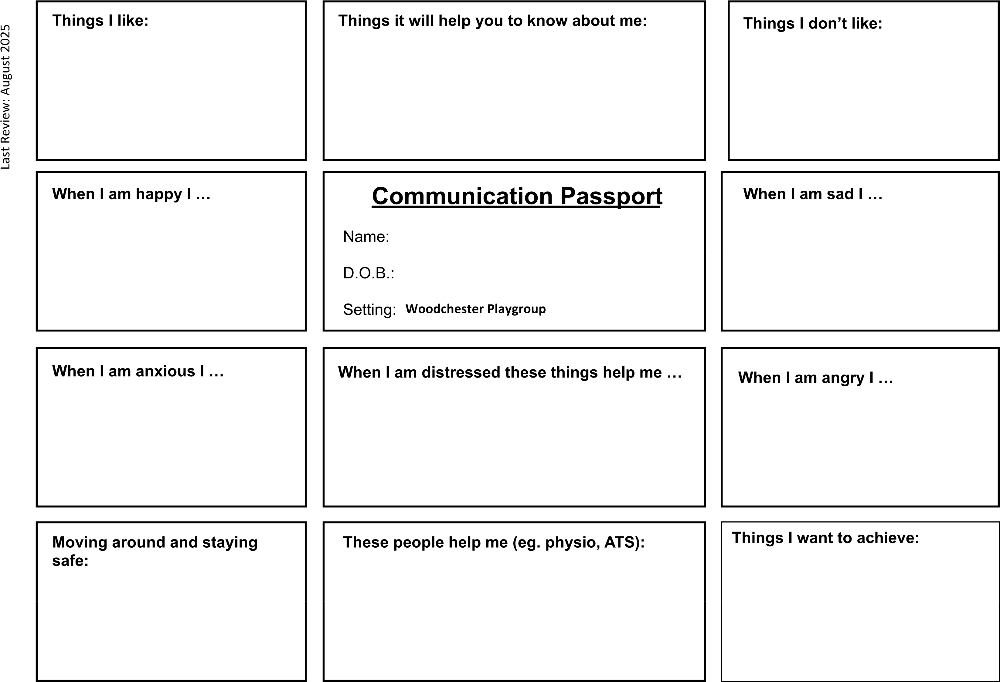 Last Review: August 2025
Things I like:
Things it will help you to know about me:
Things I don’t like:
When I am happy I …
Communication Passport
Name:
D.O.B.:
Setting: Woodchester Playgroup
When I am sad I …
When I am anxious I …
When I am distressed these things help me …
When I am angry I …
Moving around and staying
safe:
These people help me (eg. physio, ATS):
Things I want to achieve: